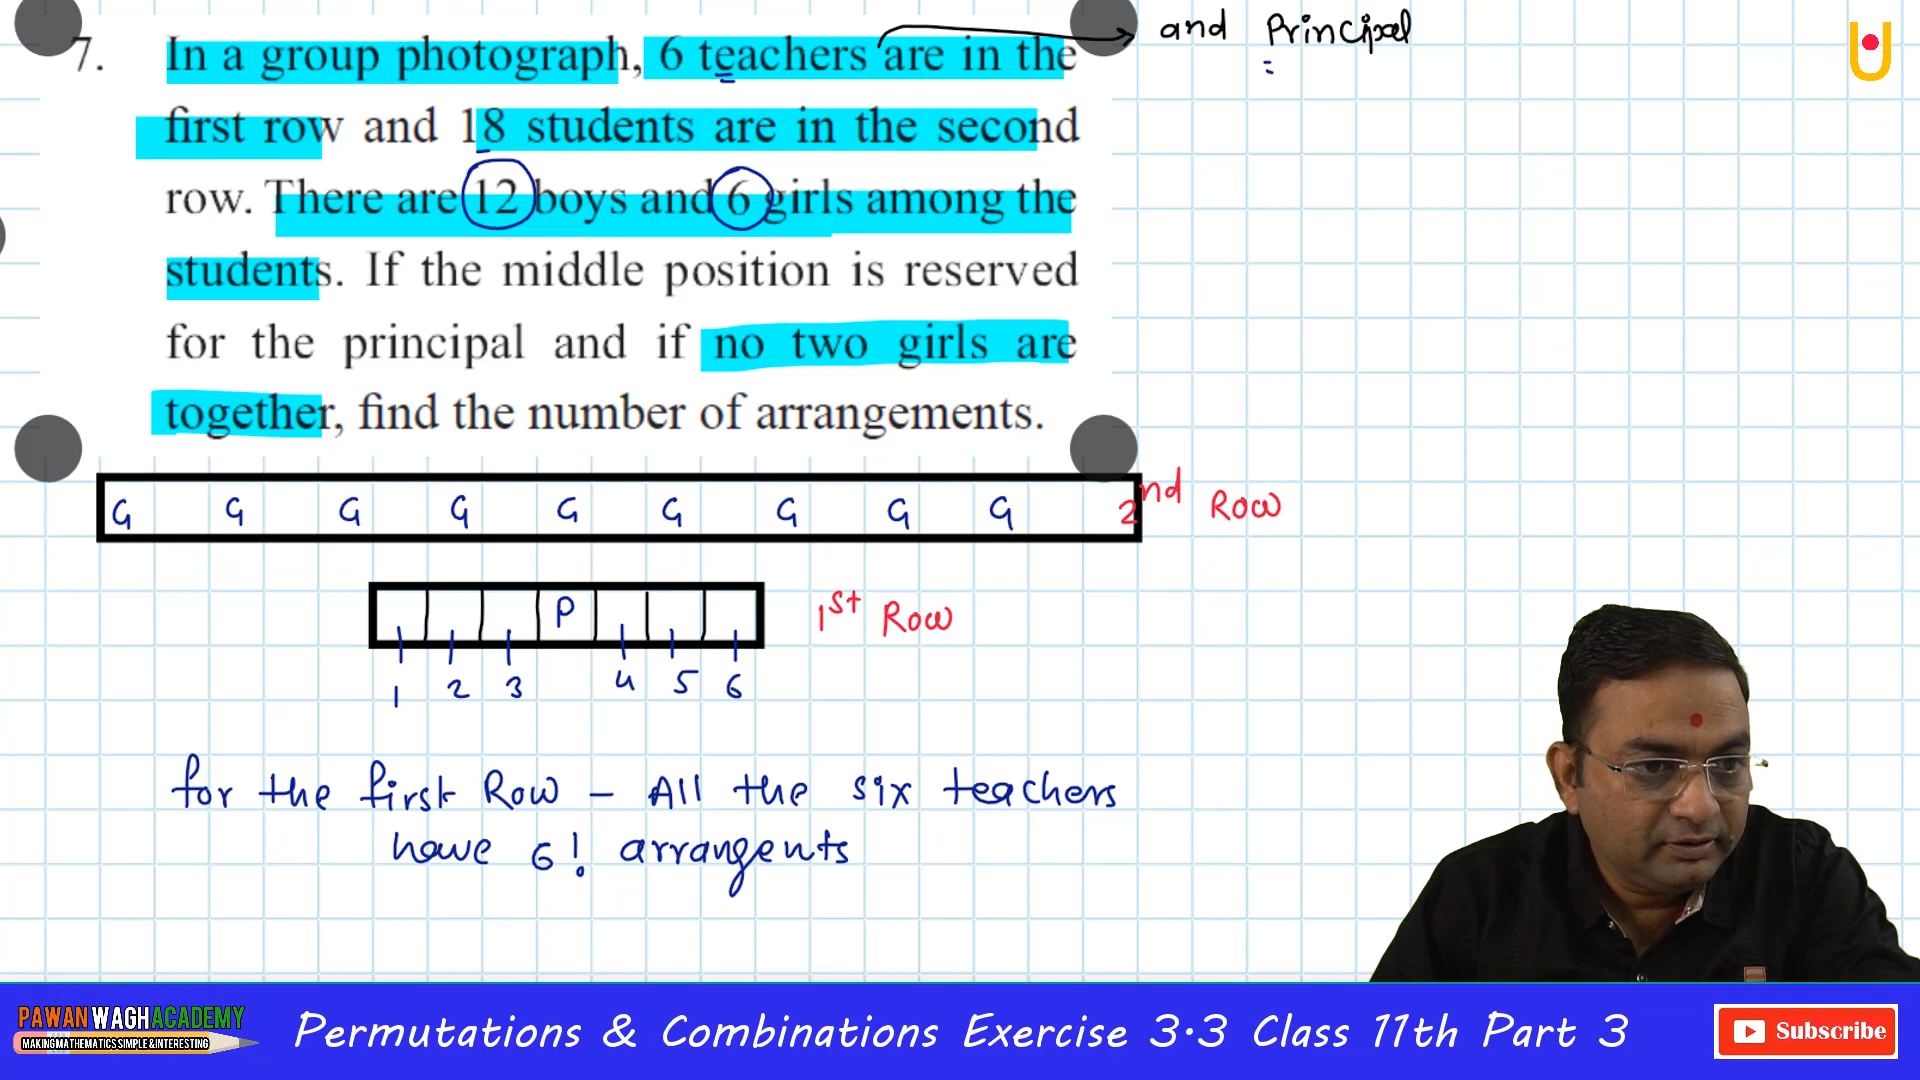 7. In a group photograph, 6 teachers are in the
and Principal
first row and 18 students are in the second
row. There are 12 boys and 6 girls among the
students. If the middle position is reserved
for the principal and if no two girls are
together, find the number of arrangements.
G G G G G G G G G 2nd Row
P 1st Row
1 2 3 4 5 6
for the first Row - All the six teachers
have 6! arrangents
PAWAN WAGH ACADEMY
MAKING MATHEMATICS SIMPLE & INTERESTING
Permutations & Combinations Exercise 3.3 Class 11th Part 3
Subscribe